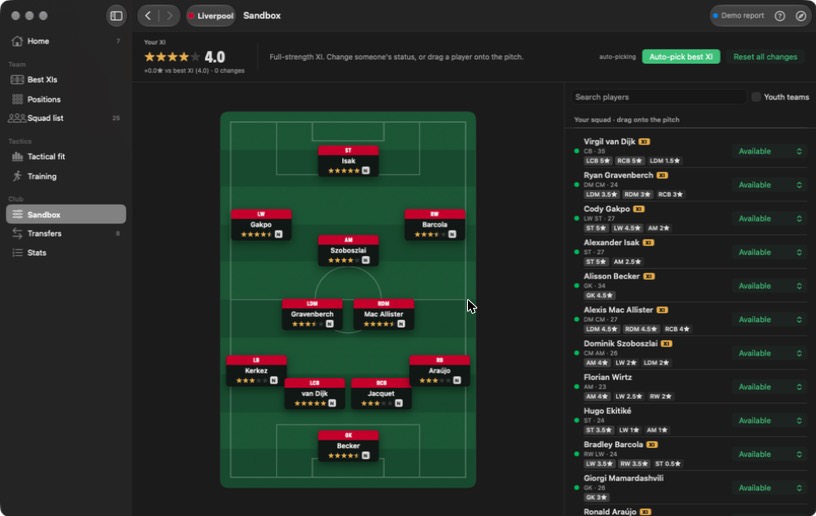 Liverpool
Sandbox
Demo report
Home 7
Team
Best XIs
Positions
Squad list 25
Tactics
Tactical fit
Training
Club
Sandbox
Transfers 6
Stats
Your XI
★★★★★ 4.0
+0.0★ vs best XI (4.0) · 0 changes
Full-strength XI. Change someone's status, or drag a player onto the pitch.
auto-picking
Auto-pick best XI
Reset all changes
ST
Isak
N
LW
Gakpo
N
RW
Barcola
N
AM
Szoboszlai
N
LDM
Gravenberch
N
RDM
Mac Allister
N
LB
Kerkez
N
RB
Araújo
N
LCB
van Dijk
N
RCB
Jacquet
N
GK
Becker
N
Search players
Youth teams
Your squad · drag onto the pitch
Virgil van Dijk XI
CB · 35
LCB 5★ RCB 5★ LDM 1.5★
Available
Ryan Gravenberch XI
DM CM · 24
LDM 3.5★ RDM 3★ RCB 3★
Available
Cody Gakpo XI
LW ST · 27
ST 5★ LW 4.5★ AM 2★
Available
Alexander Isak XI
ST · 27
ST 5★ AM 2.5★
Available
Alisson Becker XI
GK · 34
GK 4.5★
Available
Alexis Mac Allister XI
DM CM · 27
LDM 4.5★ RDM 4.5★ RCB 4★
Available
Dominik Szoboszlai XI
CM AM · 26
AM 4★ LW 2★ LDM 2★
Available
Florian Wirtz
AM · 23
AM 4★ LW 2.5★ RW 2★
Available
Hugo Ekitiké
ST · 24
ST 3.5★ LW 1★ AM 1★
Available
Bradley Barcola XI
RW LW · 24
LW 3.5★ RW 3.5★ ST 0.5★
Available
Giorgi Mamardashvili
GK · 26
GK 3★
Available
Ronald Araújo XI